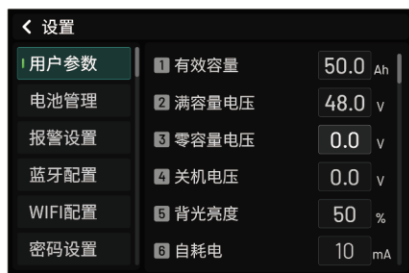 设置
用户参数
电池管理
报警设置
蓝牙配置
WIFI配置
密码设置
1 有效容量 50.0 Ah
2 满容量电压 48.0 V
3 零容量电压 0.0 V
4 关机电压 0.0 V
5 背光亮度 50 %
6 自耗电 10 mA